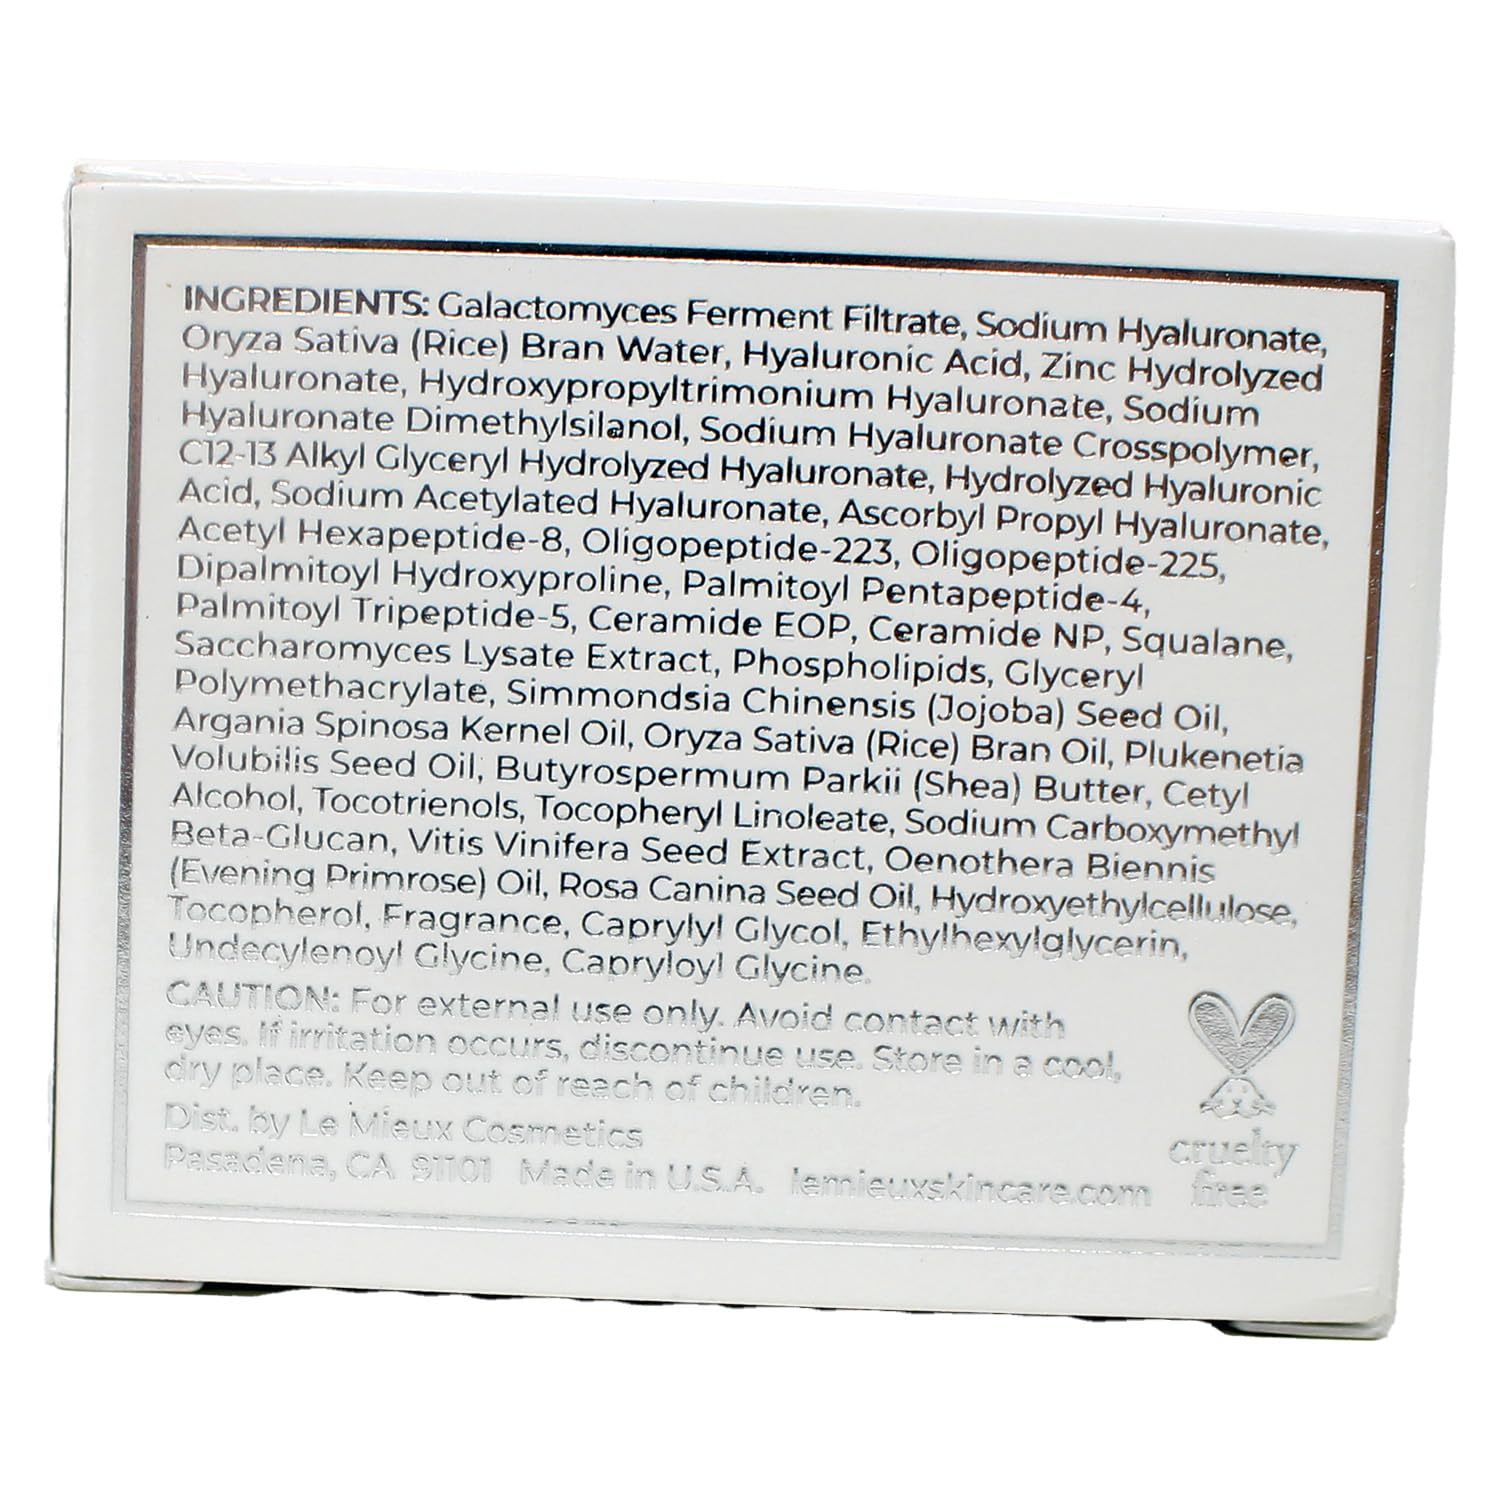 INGREDIENTS: Galactomyces Ferment Filtrate, Sodium Hyaluronate,
Oryza Sativa (Rice) Bran Water, Hyaluronic Acid, Zinc Hydrolyzed
Hyaluronate, Hydroxypropyltrimonium Hyaluronate, Sodium
Hyaluronate Dimethylsilanol, Sodium Hyaluronate Crosspolymer,
C12-13 Alkyl Glyceryl Hydrolyzed Hyaluronate, Hydrolyzed Hyaluronic
Acid, Sodium Acetylated Hyaluronate, Ascorbyl Propyl Hyaluronate,
Acetyl Hexapeptide-8, Oligopeptide-223, Oligopeptide-225,
Dipalmitoyl Hydroxyproline, Palmitoyl Pentapeptide-4,
Palmitoyl Tripeptide-5, Ceramide EOP, Ceramide NP, Squalane,
Saccharomyces Lysate Extract, Phospholipids, Glyceryl
Polymethacrylate, Simmondsia Chinensis (Jojoba) Seed Oil,
Argania Spinosa Kernel Oil, Oryza Sativa (Rice) Bran Oil, Plukenetia
Volubilis Seed Oil, Butyrospermum Parkii (Shea) Butter, Cetyl
Alcohol, Tocotrienols, Tocopheryl Linoleate, Sodium Carboxymethyl
Beta-Glucan, Vitis Vinifera Seed Extract, Oenothera Biennis
(Evening Primrose) Oil, Rosa Canina Seed Oil, Hydroxyethylcellulose,
Tocopherol, Fragrance, Caprylyl Glycol, Ethylhexylglycerin,
Undecylenoyl Glycine, Capryloyl Glycine.
CAUTION: For external use only. Avoid contact with
eyes. If irritation occurs, discontinue use. Store in a cool,
dry place. Keep out of reach of children.
Dist. by Le Mieux Cosmetics
Pasadena, CA 91101 Made in U.S.A. lemieuxskincare.com
cruelty
free